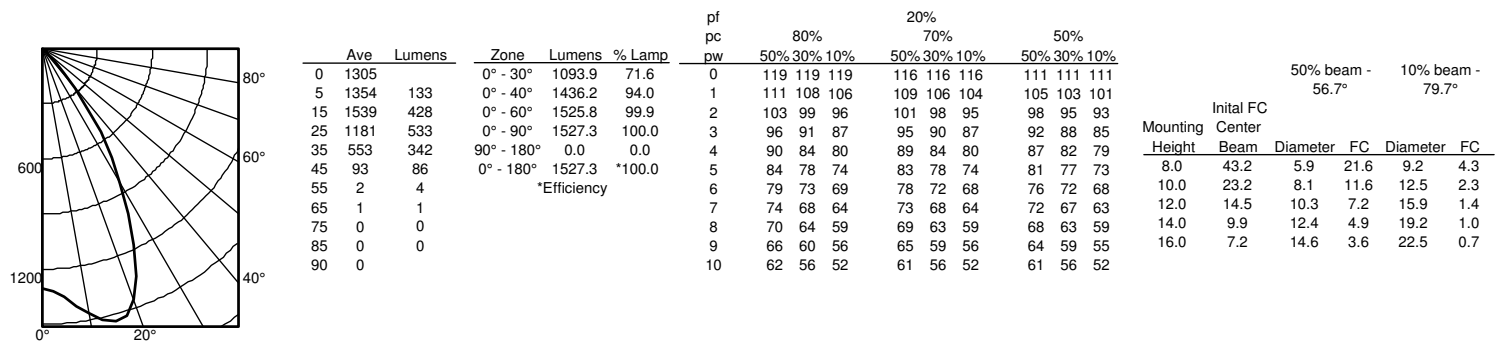 600
1200
0°
20°
40°
60°
80°
Ave Lumens
0 1305
5 1354 133
15 1539 428
25 1181 533
35 553 342
45 93 86
55 2 4
65 1 1
75 0 0
85 0 0
90 0
Zone Lumens % Lamp
0° - 30° 1093.9 71.6
0° - 40° 1436.2 94.0
0° - 60° 1525.8 99.9
0° - 90° 1527.3 100.0
90° - 180° 0.0 0.0
0° - 180° 1527.3 *100.0
*Efficiency
pf 20%
pc 80% 70% 50%
pw 50% 30% 10% 50% 30% 10% 50% 30% 10%
0 119 119 119 116 116 116 111 111 111
1 111 108 106 109 106 104 105 103 101
2 103 99 96 101 98 95 98 95 93
3 96 91 87 95 90 87 92 88 85
4 90 84 80 89 84 80 87 82 79
5 84 78 74 83 78 74 81 77 73
6 79 73 69 78 72 68 76 72 68
7 74 68 64 73 68 64 72 67 63
8 70 64 59 69 63 59 68 63 59
9 66 60 56 65 59 56 64 59 55
10 62 56 52 61 56 52 61 56 52
50% beam - 10% beam -
56.7° 79.7°
Inital FC
Mounting Center
Height Beam Diameter FC Diameter FC
8.0 43.2 5.9 21.6 9.2 4.3
10.0 23.2 8.1 11.6 12.5 2.3
12.0 14.5 10.3 7.2 15.9 1.4
14.0 9.9 12.4 4.9 19.2 1.0
16.0 7.2 14.6 3.6 22.5 0.7